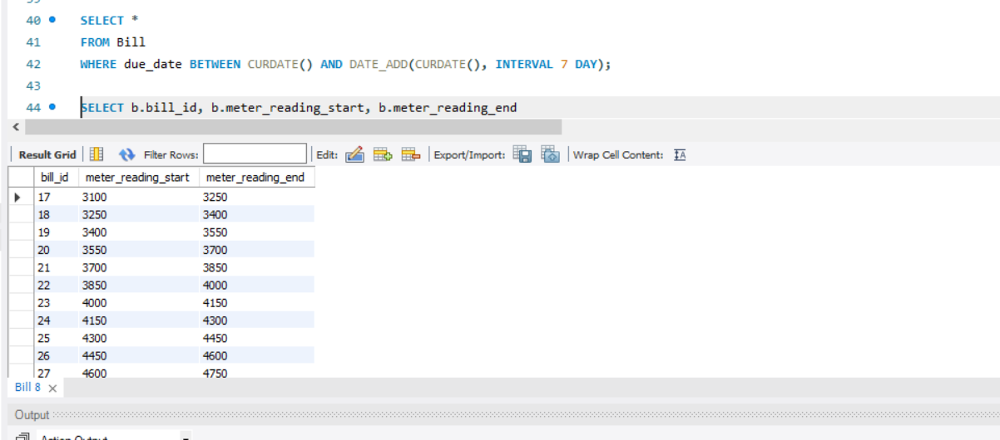 39
40 SELECT *
41 FROM Bill
42 WHERE due_date BETWEEN CURDATE() AND DATE_ADD(CURDATE(), INTERVAL 7 DAY);
43
44 SELECT b.bill_id, b.meter_reading_start, b.meter_reading_end
Result Grid Filter Rows: Edit: Export/Import: Wrap Cell Content: IA
bill_id meter_reading_start meter_reading_end
17 3100 3250
18 3250 3400
19 3400 3550
20 3550 3700
21 3700 3850
22 3850 4000
23 4000 4150
24 4150 4300
25 4300 4450
26 4450 4600
27 4600 4750
Bill 8
Output
Action Output